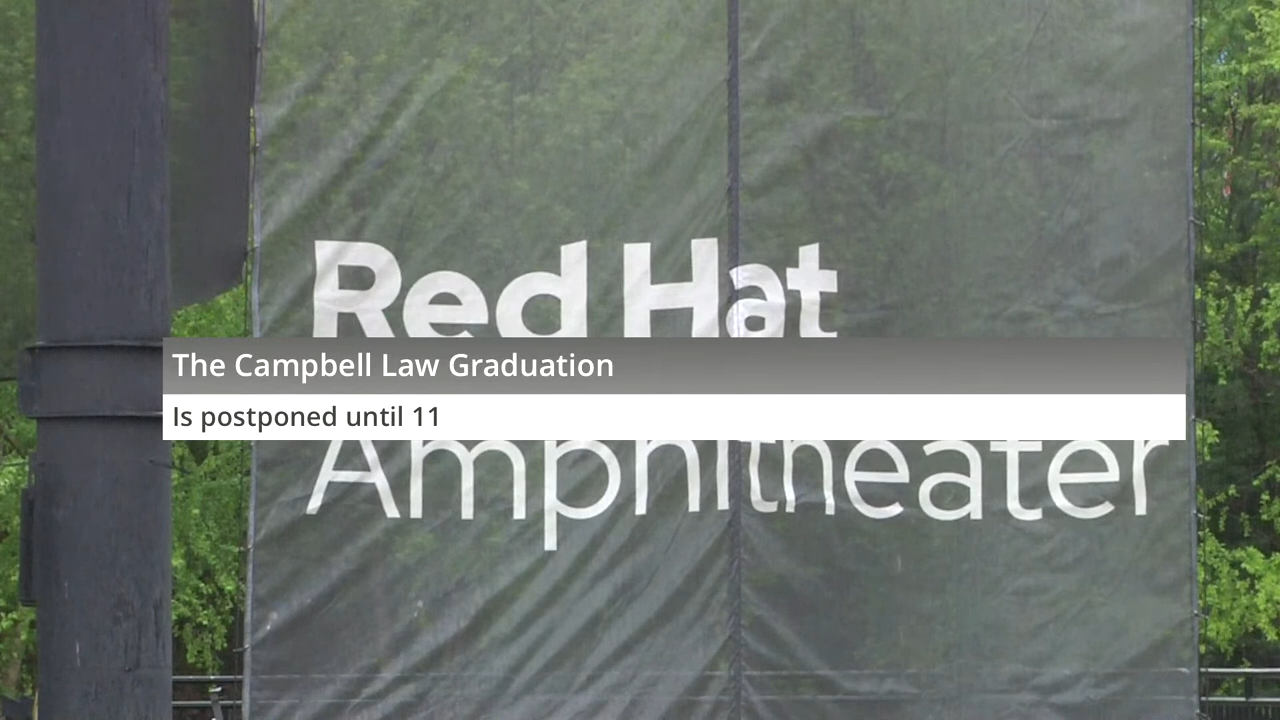 Red Hat
The Campbell Law Graduation
Is postponed until 11
Amphitheater